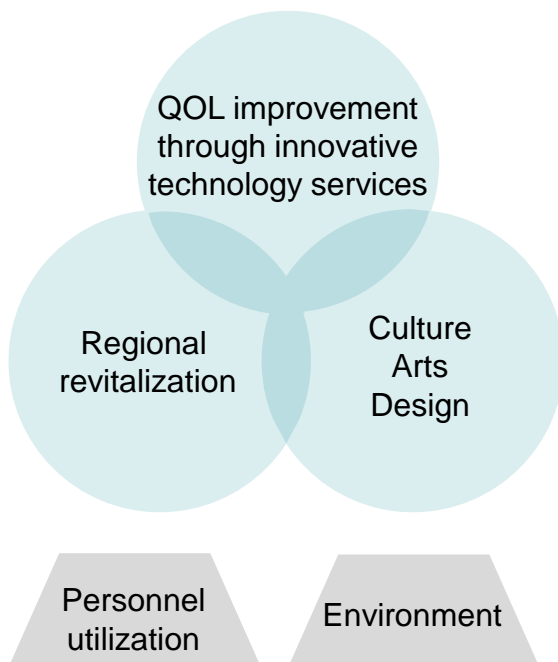 QOL improvement
through innovative
technology services
Regional
revitalization
Culture
Arts
Design
Personnel
utilization
Environment